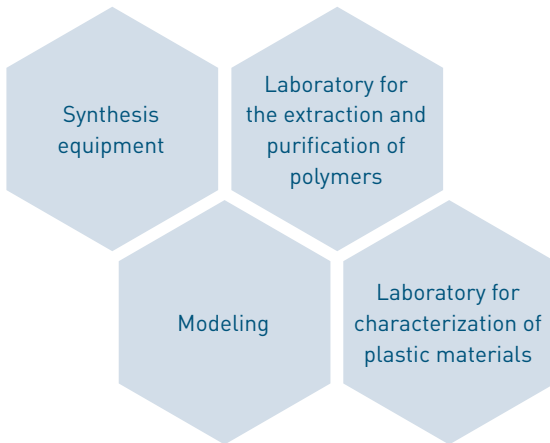 Synthesis
equipment
Laboratory for
the extraction and
purification of
polymers
Modeling
Laboratory for
characterization of
plastic materials